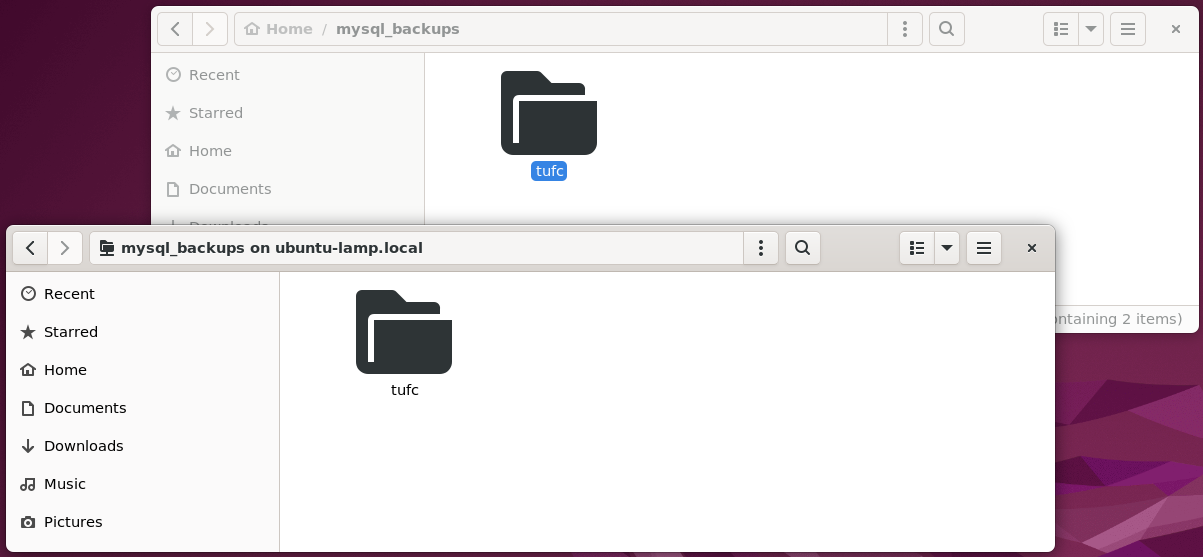 Home / mysql_backups
Recent
Starred
Home
Documents
tufc
containing 2 items)
mysql_backups on ubuntu-lamp.local
Recent
Starred
Home
Documents
Downloads
Music
Pictures
tufc